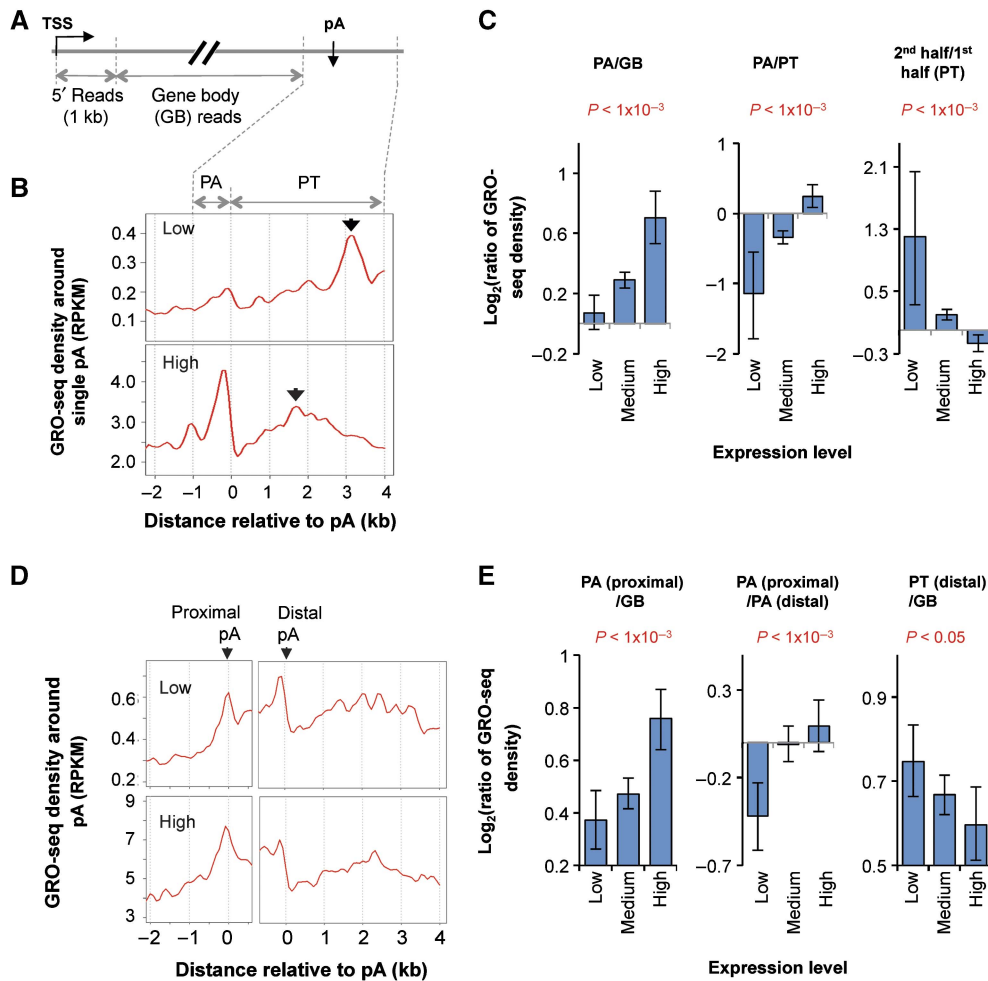 A
TSS
pA
5′ Reads
(1 kb)
Gene body
(GB) reads
B
PA
PT
GRO-seq density around
single pA (RPKM)
Low
0.4
0.3
0.2
0.1
High
4.0
3.0
2.0
−2 −1 0 1 2 3 4
Distance relative to pA (kb)
C
PA/GB
P < 1x10−3
PA/PT
P < 1x10−3
2nd half/1st
half (PT)
P < 1x10−3
Log2(ratio of GRO-
seq density)
1
0.6
0.2
−0.2
Low
Medium
High
1
0
−1
−2
Low
Medium
High
2.1
1.3
0.5
−0.3
Low
Medium
High
Expression level
D
Proximal
pA
Distal
pA
GRO-seq density around
pA (RPKM)
Low
0.6
0.4
0.2
High
9
7
5
3
−2 −1 0
0 1 2 3 4
Distance relative to pA (kb)
E
PA (proximal)
/GB
P < 1x10−3
PA (proximal)
/PA (distal)
P < 1x10−3
PT (distal)
/GB
P < 0.05
Log2(ratio of GRO-seq
density)
1
0.8
0.6
0.4
0.2
Low
Medium
High
0.3
−0.2
−0.7
Low
Medium
High
0.9
0.7
0.5
Low
Medium
High
Expression level